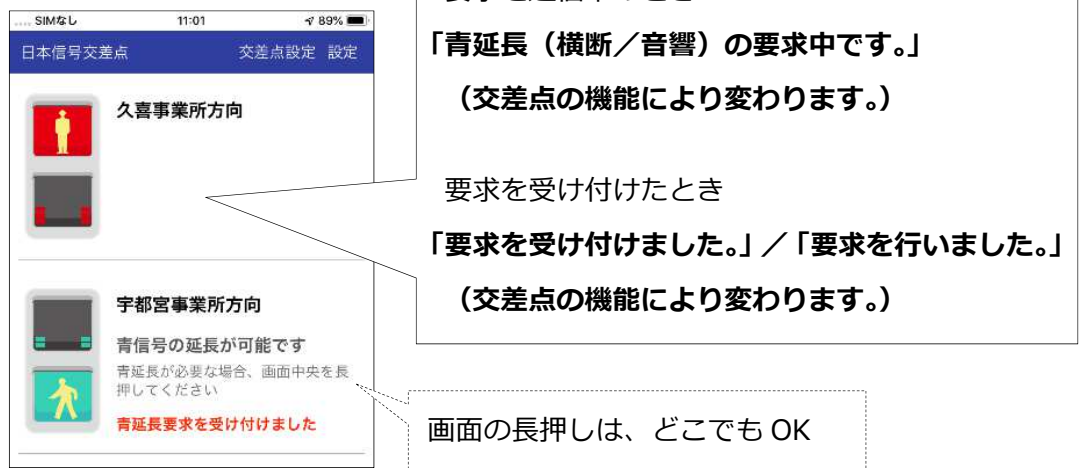 SIMなし 11:01 89%
日本信号交差点 交差点設定 設定
久喜事業所方向
宇都宮事業所方向
青信号の延長が可能です
青延長が必要な場合、画面中央を長
押してください
青延長要求を受け付けました
「青延長（横断／音響）の要求中です。」
（交差点の機能により変わります。）
要求を受け付けたとき
「要求を受け付けました。」／「要求を行いました。」
（交差点の機能により変わります。）
画面の長押しは、どこでも OK